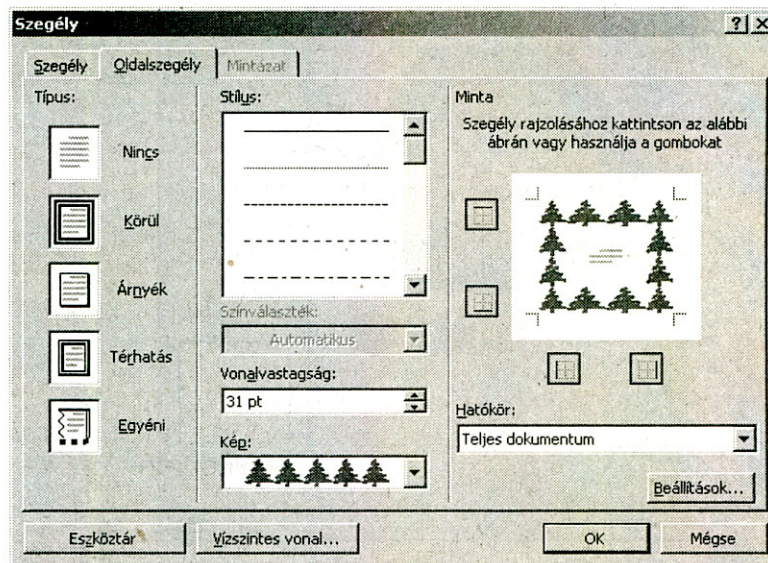 Szegély
Szegély Oldalszegély Mintázat
Típus:
Nincs
Körül
Árnyék
Térhatás
Egyéni
Stílus:
Színválaszték:
Automatikus
Vonalvastagság:
31 pt
Kép:
Minta
Szegély rajzolásához kattintson az alábbi
ábrán vagy használja a gombokat
Hatókör:
Teljes dokumentum
Beállítások...
Eszköztár Vízszintes vonal... OK Mégse